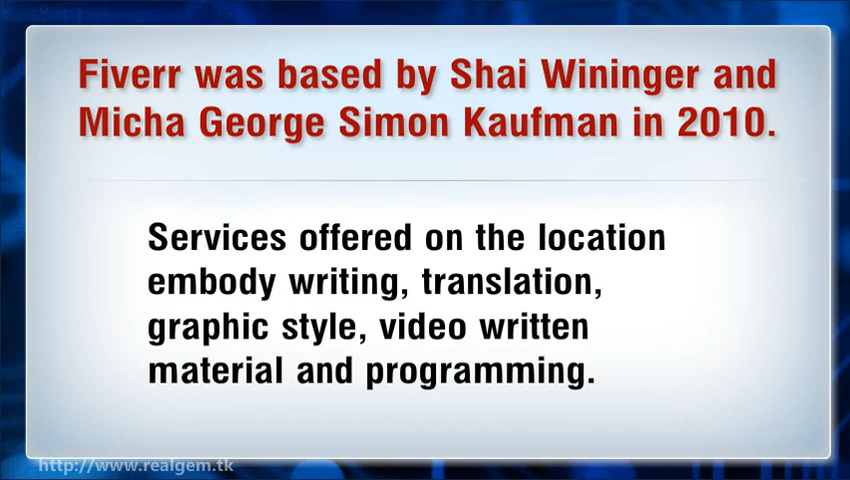 Fiverr was based by Shai Wininger and
Micha George Simon Kaufman in 2010.
Services offered on the location
embody writing, translation,
graphic style, video written
material and programming.
http://www.realgem.tk